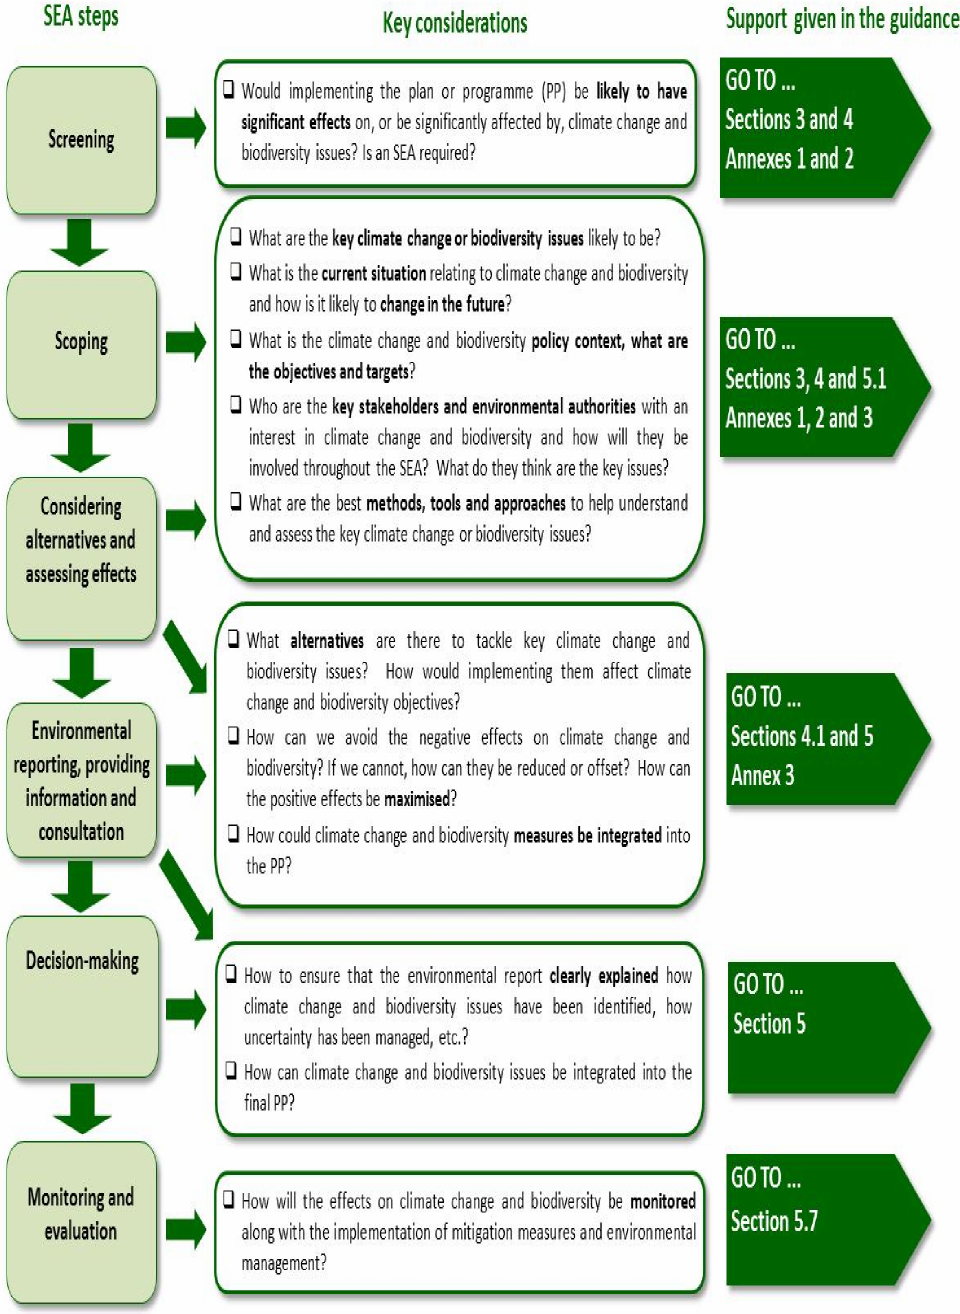 SEA steps
Key considerations
Support given in the guidance
Screening
❑ Would implementing the plan or programme (PP) be likely to have
significant effects on, or be significantly affected by, climate change and
biodiversity issues? Is an SEA required?
GO TO ...
Sections 3 and 4
Annexes 1 and 2
Scoping
❑ What are the key climate change or biodiversity issues likely to be?
❑ What is the current situation relating to climate change and biodiversity
and how is it likely to change in the future?
❑ What is the climate change and biodiversity policy context, what are
the objectives and targets?
❑ Who are the key stakeholders and environmental authorities with an
interest in climate change and biodiversity and how will they be
involved throughout the SEA? What do they think are the key issues?
❑ What are the best methods, tools and approaches to help understand
and assess the key climate change or biodiversity issues?
GO TO ...
Sections 3, 4 and 5.1
Annexes 1, 2 and 3
Considering
alternatives and
assessing effects
❑ What alternatives are there to tackle key climate change and
biodiversity issues? How would implementing them affect climate
change and biodiversity objectives?
❑ How can we avoid the negative effects on climate change and
biodiversity? If we cannot, how can they be reduced or offset? How can
the positive effects be maximised?
❑ How could climate change and biodiversity measures be integrated into
the PP?
GO TO ...
Sections 4.1 and 5
Annex 3
Environmental
reporting, providing
information and
consultation
Decision-making
❑ How to ensure that the environmental report clearly explained how
climate change and biodiversity issues have been identified, how
uncertainty has been managed, etc.?
❑ How can climate change and biodiversity issues be integrated into the
final PP?
GO TO ...
Section 5
Monitoring and
evaluation
❑ How will the effects on climate change and biodiversity be monitored
along with the implementation of mitigation measures and environmental
management?
GO TO ...
Section 5.7